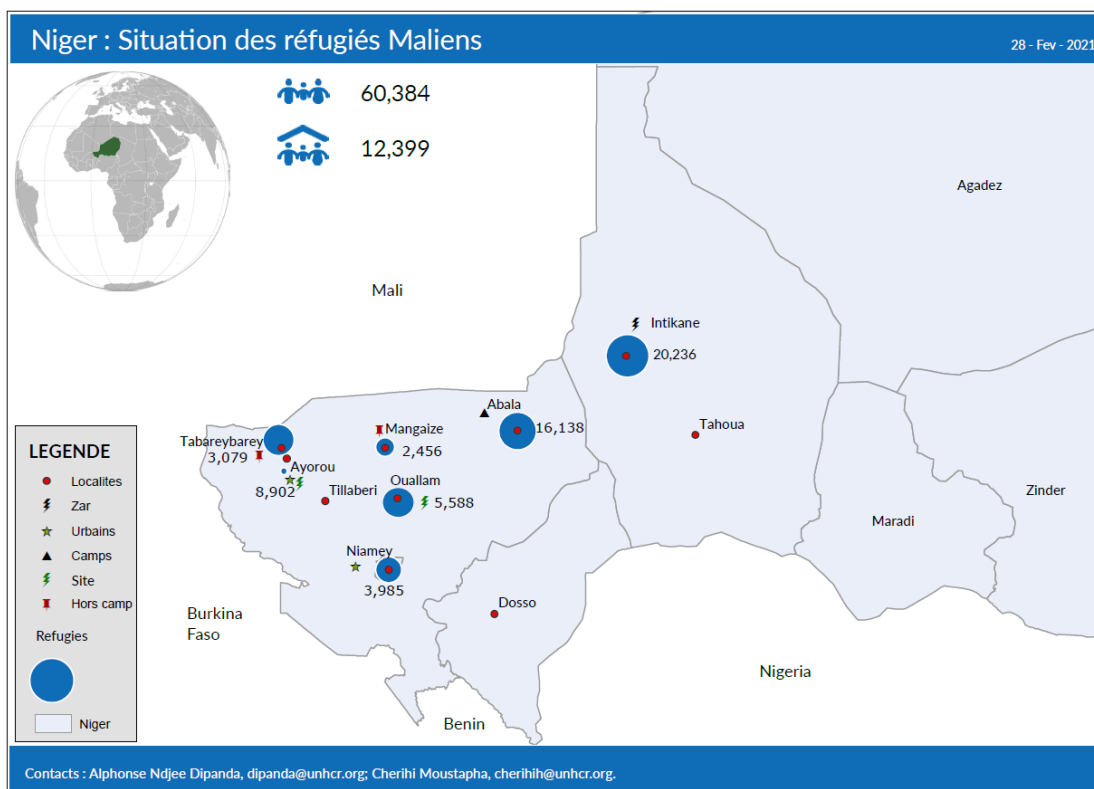 Niger : Situation des réfugiés Maliens
28 - Fev - 2021
60,384
12,399
Agadez
Mali
Intikane
20,236
Abala
16,138
Tahoua
Mangaize
2,456
Tabareybarey
3,079
Ayorou
8,902
Tillaberi
Ouallam
5,588
Zinder
Maradi
Niamey
3,985
Dosso
Burkina
Faso
Nigeria
Benin
LEGENDE
Localites
Zar
Urbains
Camps
Site
Hors camp
Refugies
Niger
Contacts : Alphonse Ndjee Dipanda, dipanda@unhcr.org; Cherihi Moustapha, cherihih@unhcr.org.